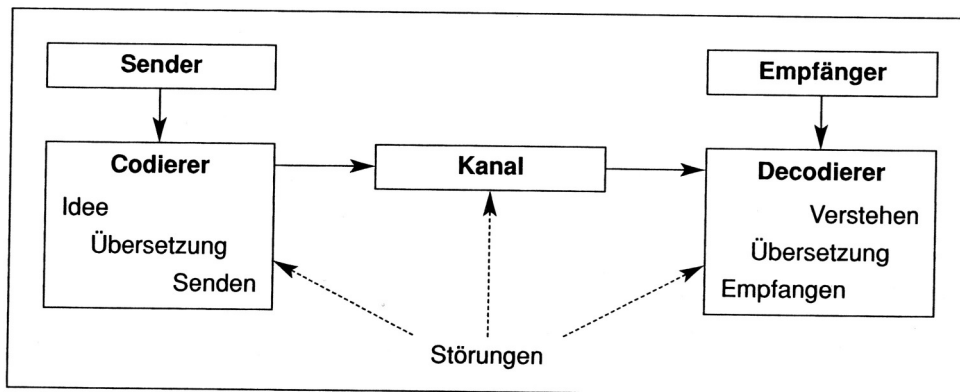 Sender
Empfänger
Codierer
Kanal
Decodierer
Idee
Verstehen
Übersetzung
Übersetzung
Senden
Empfangen
Störungen